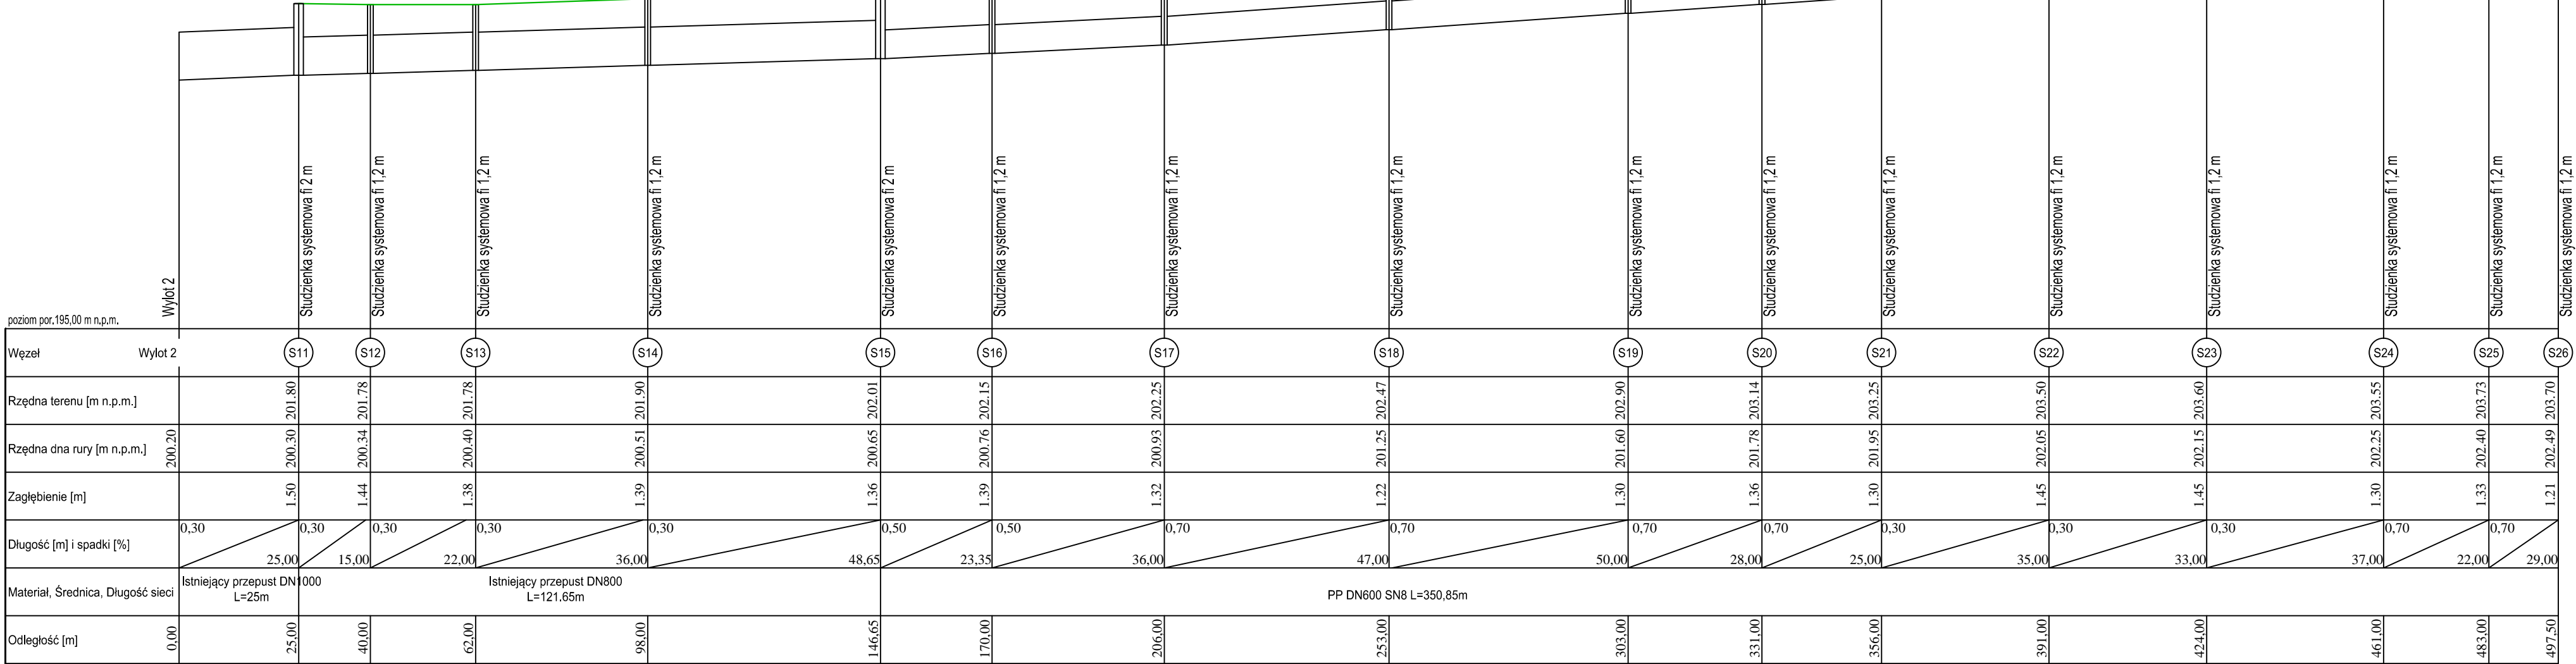 Wylot 2
Studzienka systemowa fi 2 m
Studzienka systemowa fi 1,2 m
Studzienka systemowa fi 1,2 m
Studzienka systemowa fi 1,2 m
Studzienka systemowa fi 2 m
Studzienka systemowa fi 1,2 m
Studzienka systemowa fi 1,2 m
Studzienka systemowa fi 1,2 m
Studzienka systemowa fi 1,2 m
Studzienka systemowa fi 1,2 m
Studzienka systemowa fi 1,2 m
Studzienka systemowa fi 1,2 m
Studzienka systemowa fi 1,2 m
Studzienka systemowa fi 1,2 m
Studzienka systemowa fi 1,2 m
Studzienka systemowa fi 1,2 m
poziom por.195,00 m n.p.m.
Węzeł Wylot 2 S11 S12 S13 S14 S15 S16 S17 S18 S19 S20 S21 S22 S23 S24 S25 S26
Rzędna terenu [m n.p.m.] 201.80 201.78 201.78 201.90 202.01 202.15 202.25 202.47 202.90 203.14 203.25 203.50 203.60 203.55 203.73 203.70
Rzędna dna rury [m n.p.m.] 200.20 200.30 200.34 200.40 200.51 200.65 200.76 200.93 201.25 201.60 201.78 201.95 202.05 202.15 202.25 202.40 202.49
Zagłębienie [m] 1.50 1.44 1.38 1.39 1.36 1.39 1.32 1.22 1.30 1.36 1.30 1.45 1.45 1.30 1.33 1.21
0,30 0,30 0,30 0,30 0,30 0,50 0,50 0,70 0,70 0,70 0,70 0,30 0,30 0,30 0,70 0,70
Długość [m] i spadki [%]
25,00 15,00 22,00 36,00 48,65 23,35 36,00 47,00 50,00 28,00 25,00 35,00 33,00 37,00 22,00 29,00
Istniejący przepust DN1000 Istniejący przepust DN800
Materiał, Średnica, Długość sieci L=25m L=121,65m PP DN600 SN8 L=350,85m
Odległość [m] 0,00 25,00 40,00 62,00 98,00 146,65 170,00 206,00 253,00 303,00 331,00 356,00 391,00 424,00 461,00 483,00 497,50